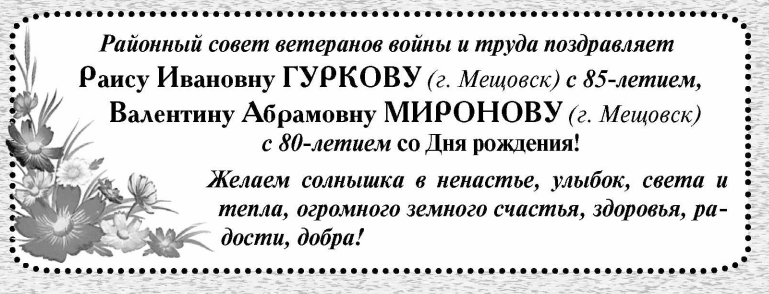 Районный совет ветеранов войны и труда поздравляет
Раису Ивановну ГУРКОВУ (г. Мещовск) с 85-летием,
Валентину Абрамовну МИРОНОВУ (г. Мещовск)
с 80-летием со Дня рождения!
Желаем солнышка в ненастье, улыбок, света и
тепла, огромного земного счастья, здоровья, ра-
дости, добра!